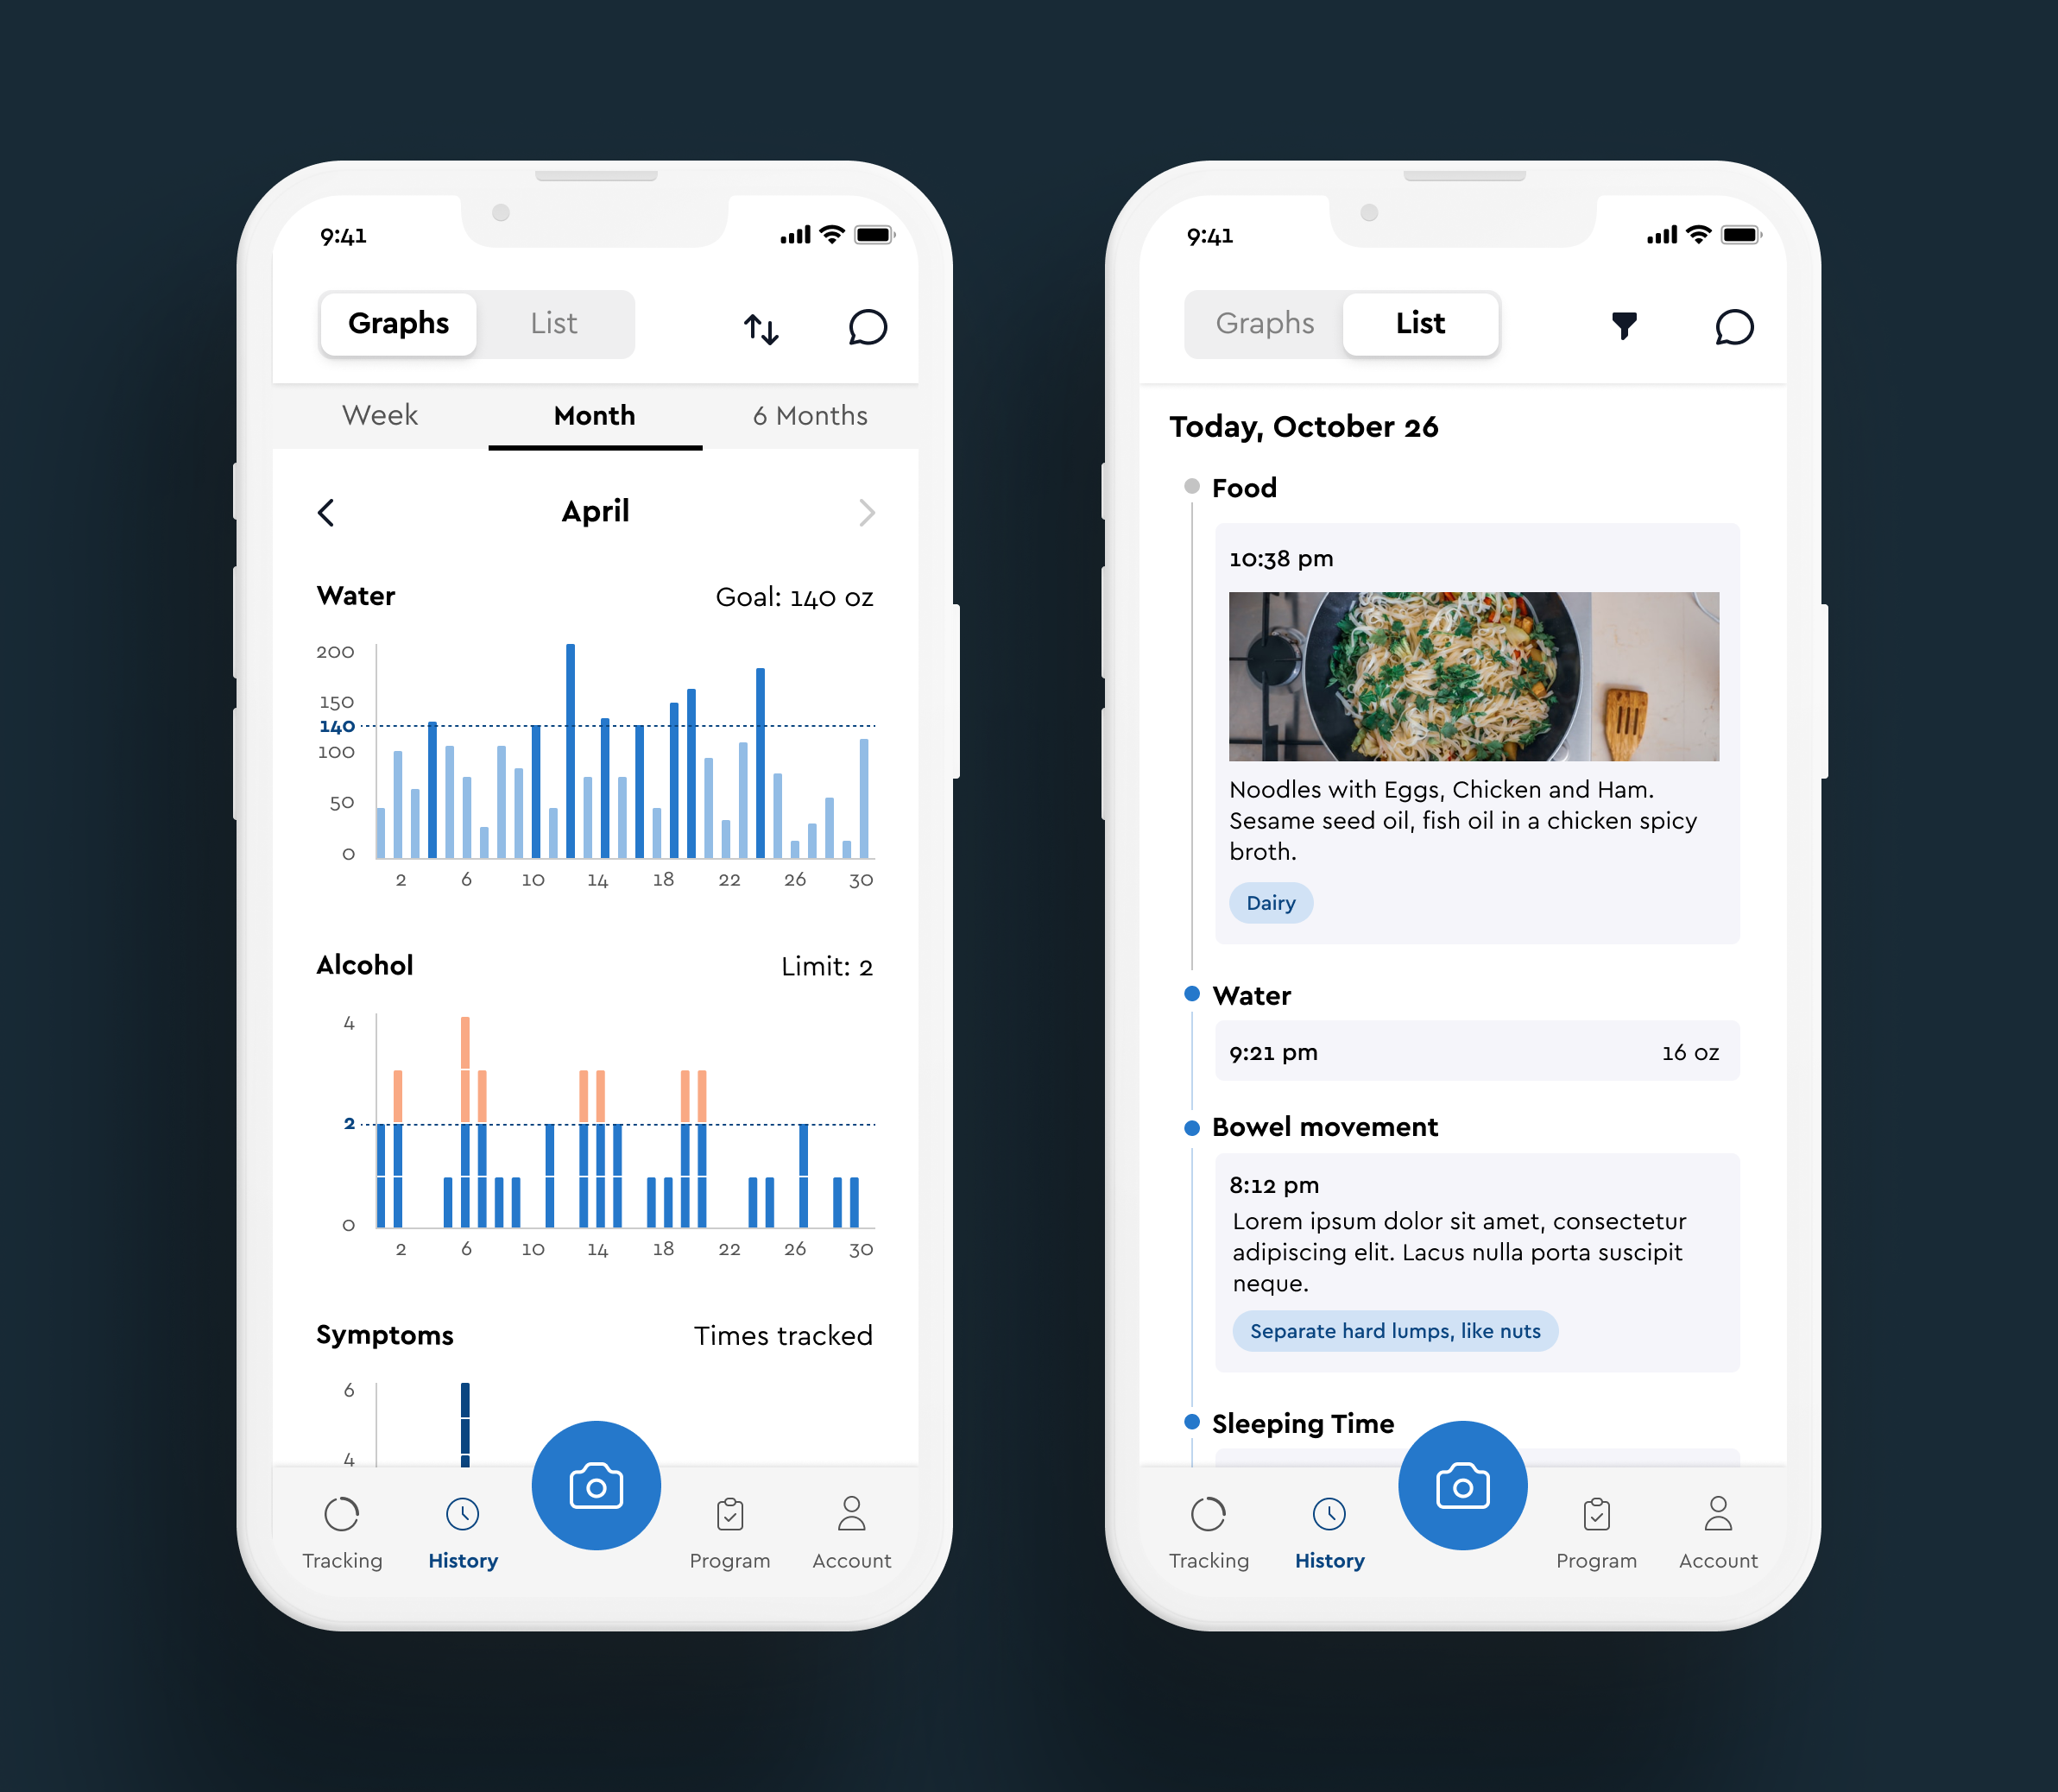 9:41
Graphs List
Week Month 6 Months
April
Water Goal: 140 oz
200
150
140
100
50
0
2 6 10 14 18 22 26 30
Alcohol Limit: 2
4
2
0
2 6 10 14 18 22 26 30
Symptoms Times tracked
6
4
Tracking History Program Account
9:41
Graphs List
Today, October 26
Food
10:38 pm
Noodles with Eggs, Chicken and Ham.
Sesame seed oil, fish oil in a chicken spicy
broth.
Dairy
Water
9:21 pm 16 oz
Bowel movement
8:12 pm
Lorem ipsum dolor sit amet, consectetur
adipiscing elit. Lacus nulla porta suscipit
neque.
Separate hard lumps, like nuts
Sleeping Time
Tracking History Program Account